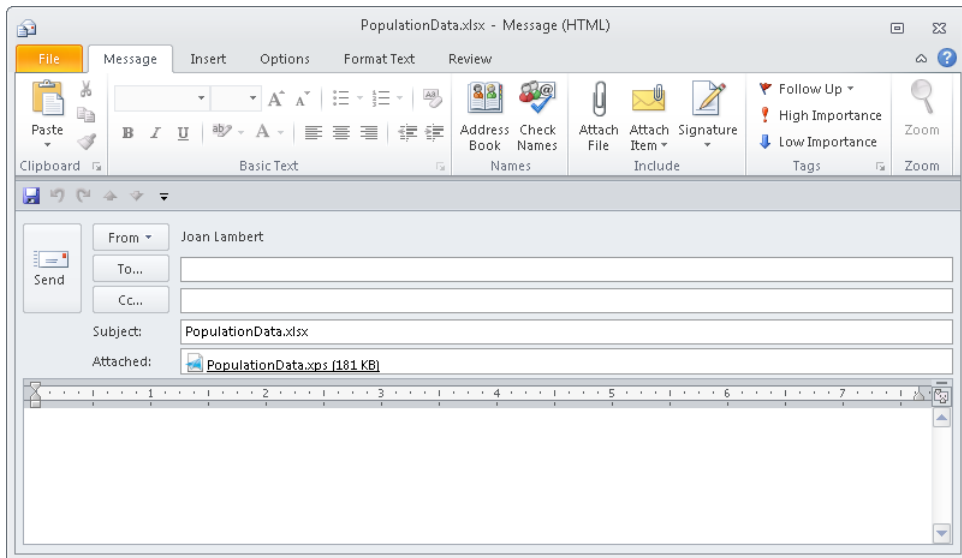 PopulationData.xlsx - Message (HTML)
File Message Insert Options Format Text Review
Paste
Clipboard
B I U ab A A A
Basic Text
Address Book Check Names
Names
Attach File Attach Item Signature
Include
Follow Up
High Importance
Low Importance
Tags
Zoom
Zoom
Send
From Joan Lambert
To...
Cc...
Subject: PopulationData.xlsx
Attached: PopulationData.xps (181 KB)
1 2 3 4 5 6 7